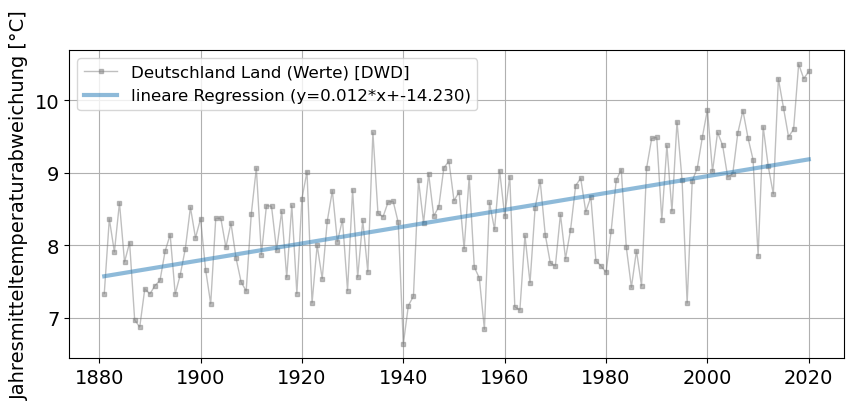 Jahresmitteltemperaturabweichung [°C]
Deutschland Land (Werte) [DWD]
lineare Regression (y=0.012*x+-14.230)
10
9
8
7
1880 1900 1920 1940 1960 1980 2000 2020